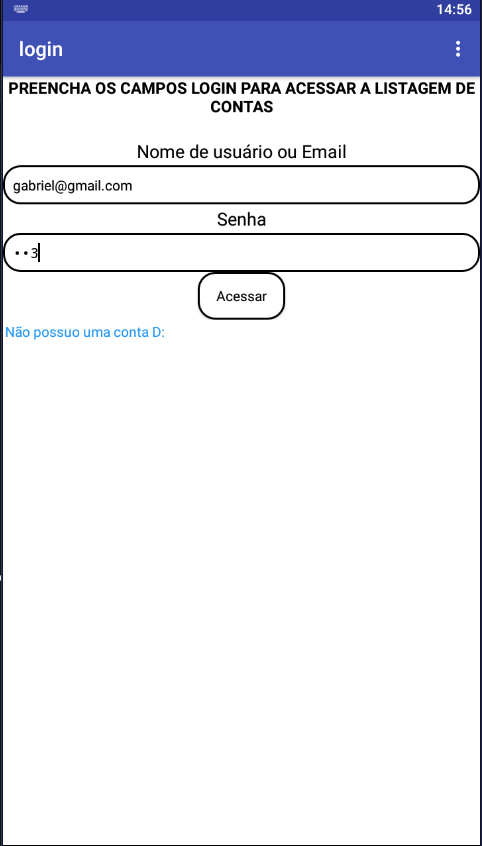 14:56
login
PREENCHA OS CAMPOS LOGIN PARA ACESSAR A LISTAGEM DE
CONTAS
Nome de usuário ou Email
gabriel@gmail.com
Senha
••3
Acessar
Não possuo uma conta D: